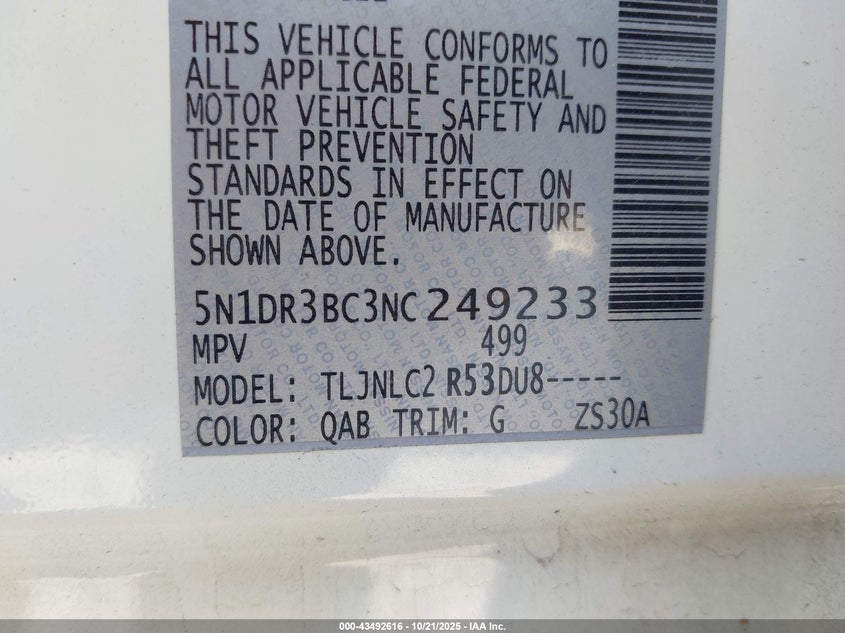 THIS VEHICLE CONFORMS TO
ALL APPLICABLE FEDERAL
MOTOR VEHICLE SAFETY AND
THEFT PREVENTION
STANDARDS IN EFFECT ON
THE DATE OF MANUFACTURE
SHOWN ABOVE.
5N1DR3BC3NC249233
MPV 499
MODEL: TLJNLC2 R53DU8-----
COLOR: QAB TRIM: G ZS30A
000-43492616 - 10/21/2025 - IAA Inc.